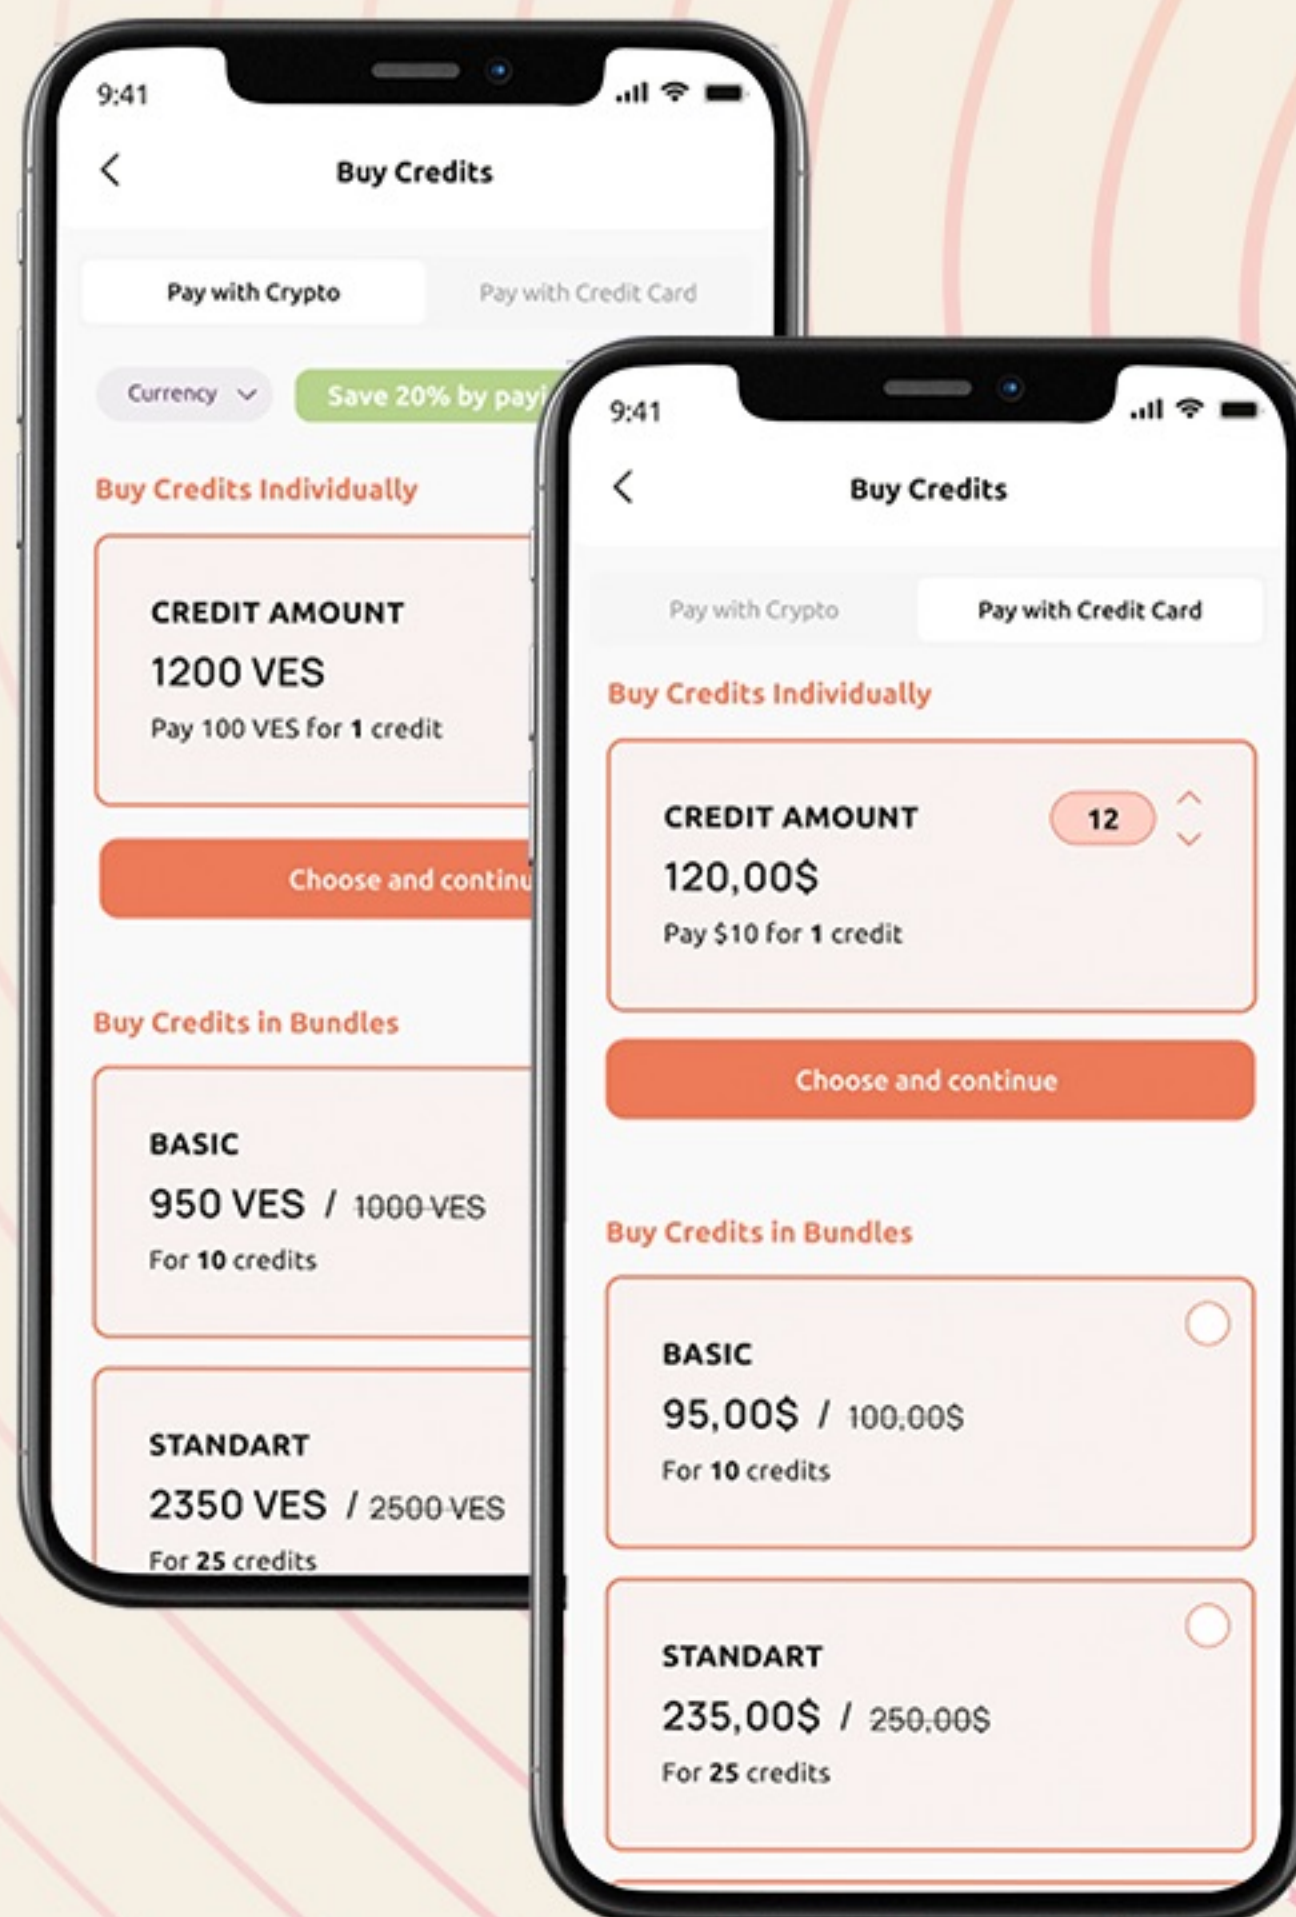 9:41
Buy Credits
Pay with Crypto
Pay with Credit Card
Currency
Save 20% by
Buy Credits Individually
CREDIT AMOUNT
1200 VES
Pay 100 VES for 1 credit
Choose and
Buy Credits in Bundles
BASIC
950 VES / 1000 VES
For 10 credits
STANDART
2350 VES / 2500 VES
For 25 credits
9:41
Buy Credits
Pay with Crypto
Pay with Credit Card
Buy Credits Individually
CREDIT AMOUNT
12
120,00$
Pay $10 for 1 credit
Choose and continue
Buy Credits in Bundles
BASIC
95,00$ / 100,00$
For 10 credits
STANDART
235,00$ / 250,00$
For 25 credits